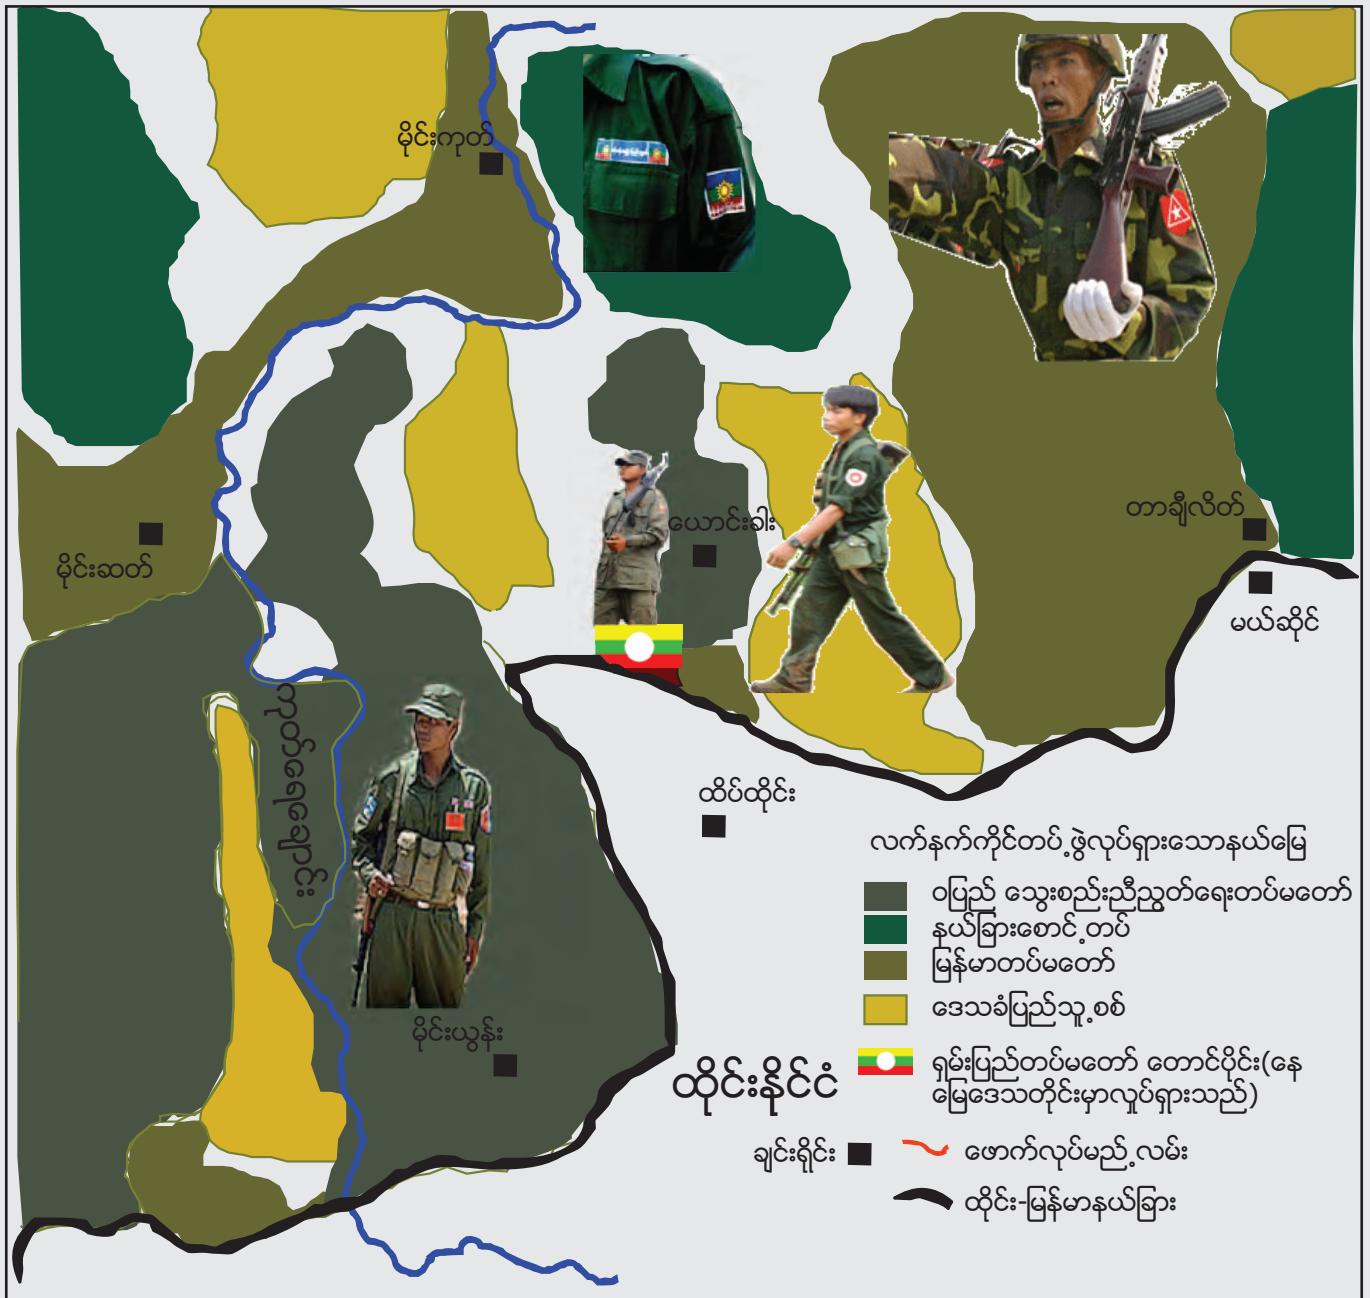 မိုင်းကုတ်
ယောင်းခါး
တာချီလိတ်
မိုင်းဆတ်
မယ်ဆိုင်
ထိပ်ထိုင်း
လက်နက်ကိုင်တပ်ဖွဲ့လုပ်ရှားသောနယ်မြေ
ဝပြည် သွေးစည်းညီညွတ်ရေးတပ်မတော်
နယ်ခြားစောင့်တပ်
မြန်မာတပ်မတော်
ဒေသခံပြည်သူ့စစ်
မိုင်းယွန်း
ရှမ်းပြည်တပ်မတော် တောင်ပိုင်း(နေ
မြေဒေသတိုင်းမှာလှုပ်ရှားသည်)
ထိုင်းနိုင်ငံ
ချင်းရိုင်း
ဖောက်လုပ်မည့်လမ်း
ထိုင်း-မြန်မာနယ်ခြား